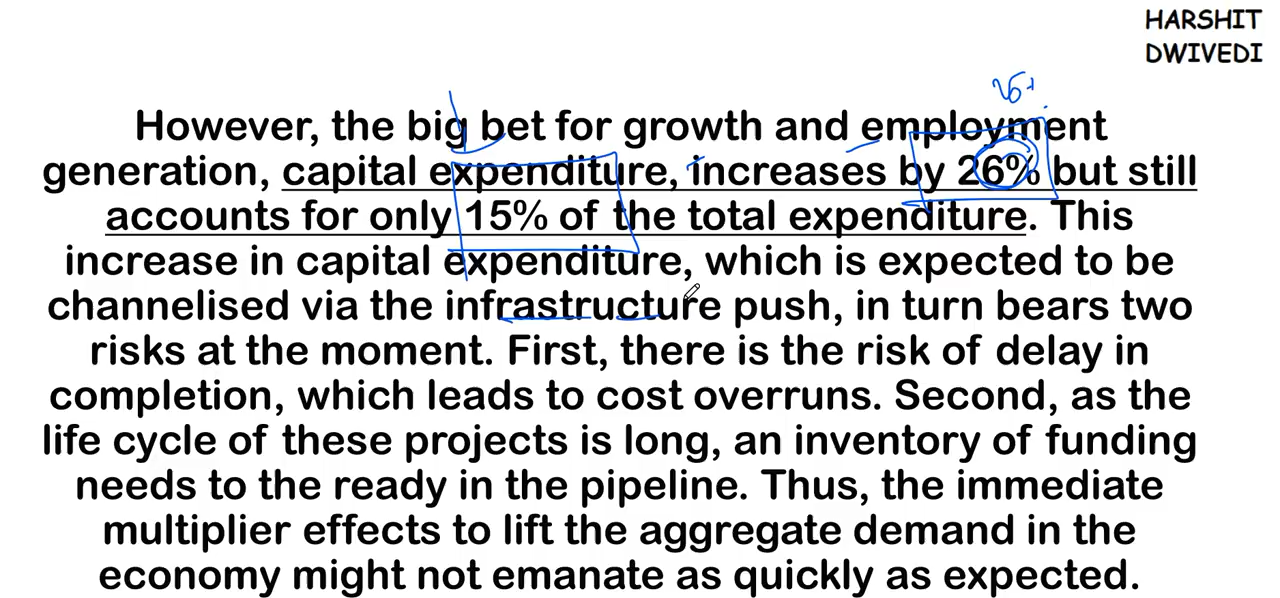 HARSHIT
DWIVEDI
However, the big bet for growth and employment
generation, capital expenditure, increases by 26% but still
accounts for only 15% of the total expenditure. This
increase in capital expenditure, which is expected to be
channelised via the infrastructure push, in turn bears two
risks at the moment. First, there is the risk of delay in
completion, which leads to cost overruns. Second, as the
life cycle of these projects is long, an inventory of funding
needs to the ready in the pipeline. Thus, the immediate
multiplier effects to lift the aggregate demand in the
economy might not emanate as quickly as expected.